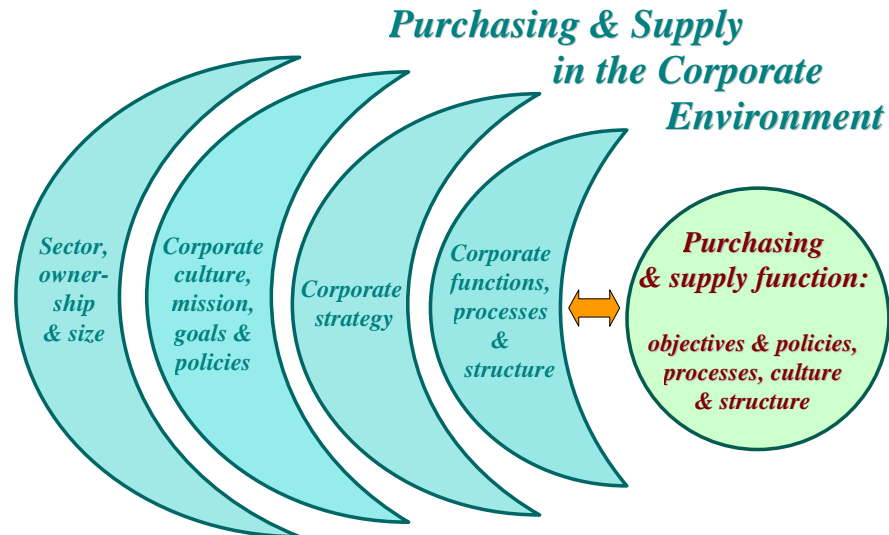 Purchasing & Supply
in the Corporate
Environment
Sector,
owner-
ship
& size
Corporate
culture,
mission,
goals &
policies
Corporate
strategy
Corporate
functions,
processes
&
structure
Purchasing
& supply function:
objectives & policies,
processes, culture
& structure